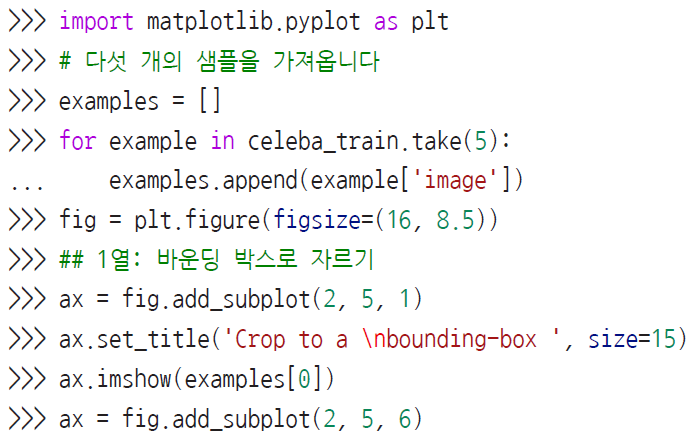 >>> import matplotlib.pyplot as plt
>>> # 다섯 개의 샘플을 가져옵니다
>>> examples = []
>>> for example in celeba_train.take(5):
...     examples.append(example['image'])
>>> fig = plt.figure(figsize=(16, 8.5))
>>> ## 1열: 바운딩 박스로 자르기
>>> ax = fig.add_subplot(2, 5, 1)
>>> ax.set_title('Crop to a \nbounding-box ', size=15)
>>> ax.imshow(examples[0])
>>> ax = fig.add_subplot(2, 5, 6)